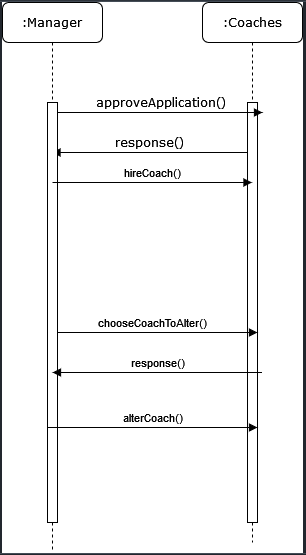 :Manager
:Coaches
approveApplication()
response()
hireCoach()
chooseCoachToAlter()
response()
alterCoach()